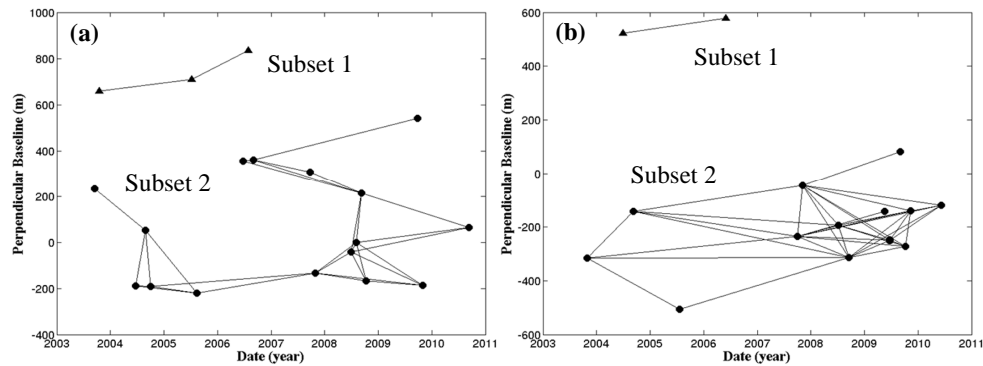 (a)
Subset 1
Subset 2
1000
800
600
400
200
0
-200
-400
2003 2004 2005 2006 2007 2008 2009 2010 2011
Perpendicular Baseline (m)
Date (year)
(b)
Subset 1
Subset 2
600
400
200
0
-200
-400
-600
2003 2004 2005 2006 2007 2008 2009 2010 2011
Perpendicular Baseline (m)
Date (year)